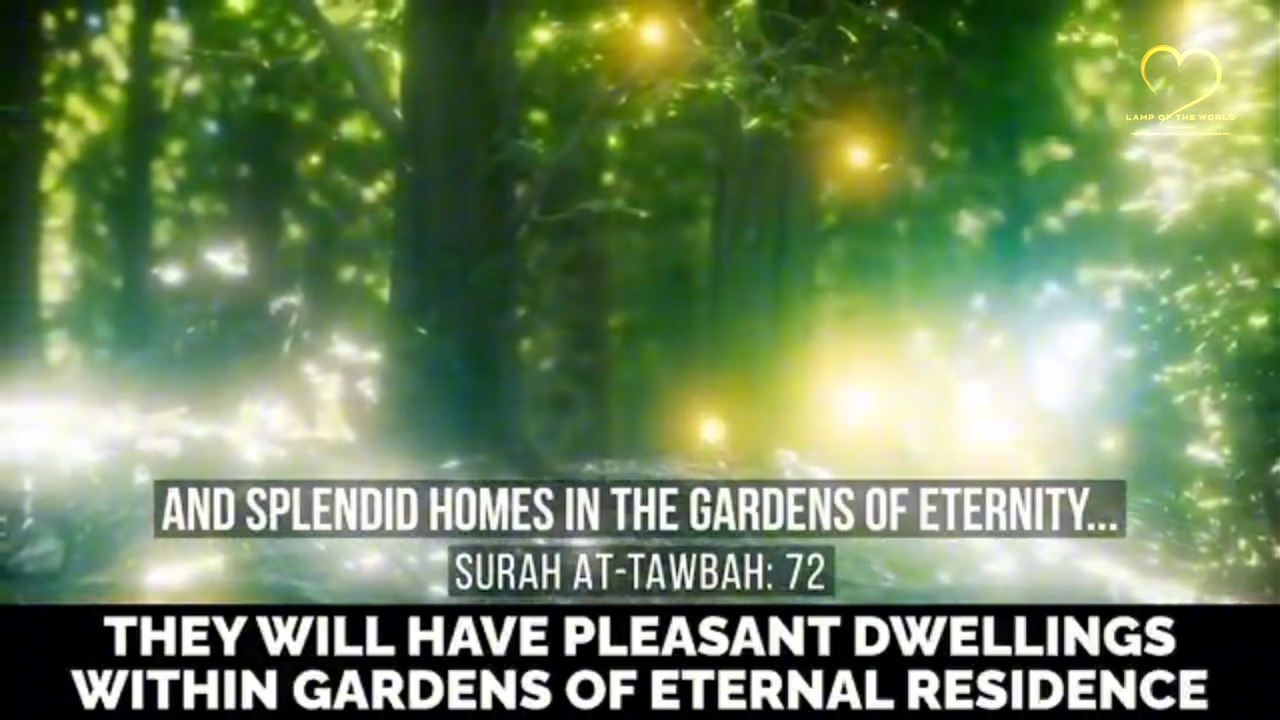 LAMP OF THE WORLD
AND SPLENDID HOMES IN THE GARDENS OF ETERNITY...
SURAH AT-TAWBAH: 72
THEY WILL HAVE PLEASANT DWELLINGS
WITHIN GARDENS OF ETERNAL RESIDENCE